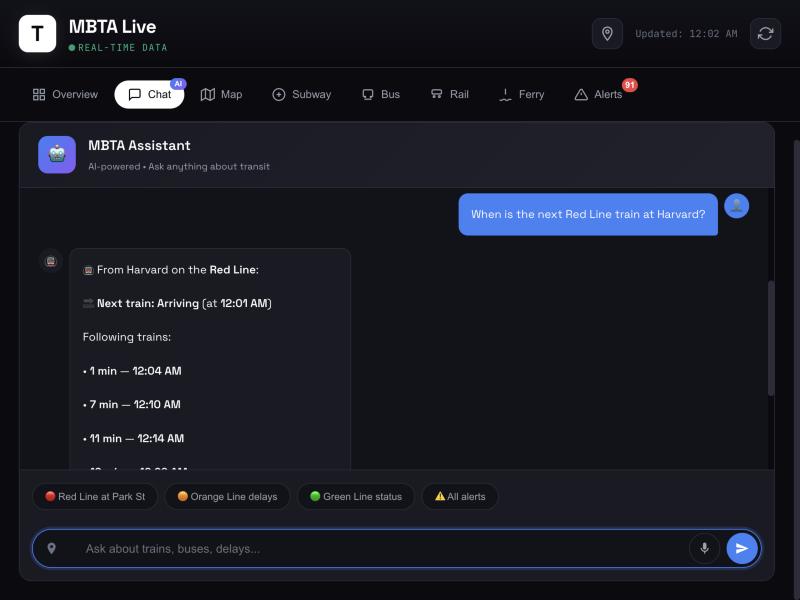 T
MBTA Live
REAL-TIME DATA
Updated: 12:02 AM
Overview
Chat
AI
Map
Subway
Bus
Rail
Ferry
Alerts
91
MBTA Assistant
AI-powered • Ask anything about transit
When is the next Red Line train at Harvard?
From Harvard on the Red Line:
Next train: Arriving (at 12:01 AM)
Following trains:
• 1 min — 12:04 AM
• 7 min — 12:10 AM
• 11 min — 12:14 AM
Red Line at Park St
Orange Line delays
Green Line status
All alerts
Ask about trains, buses, delays...